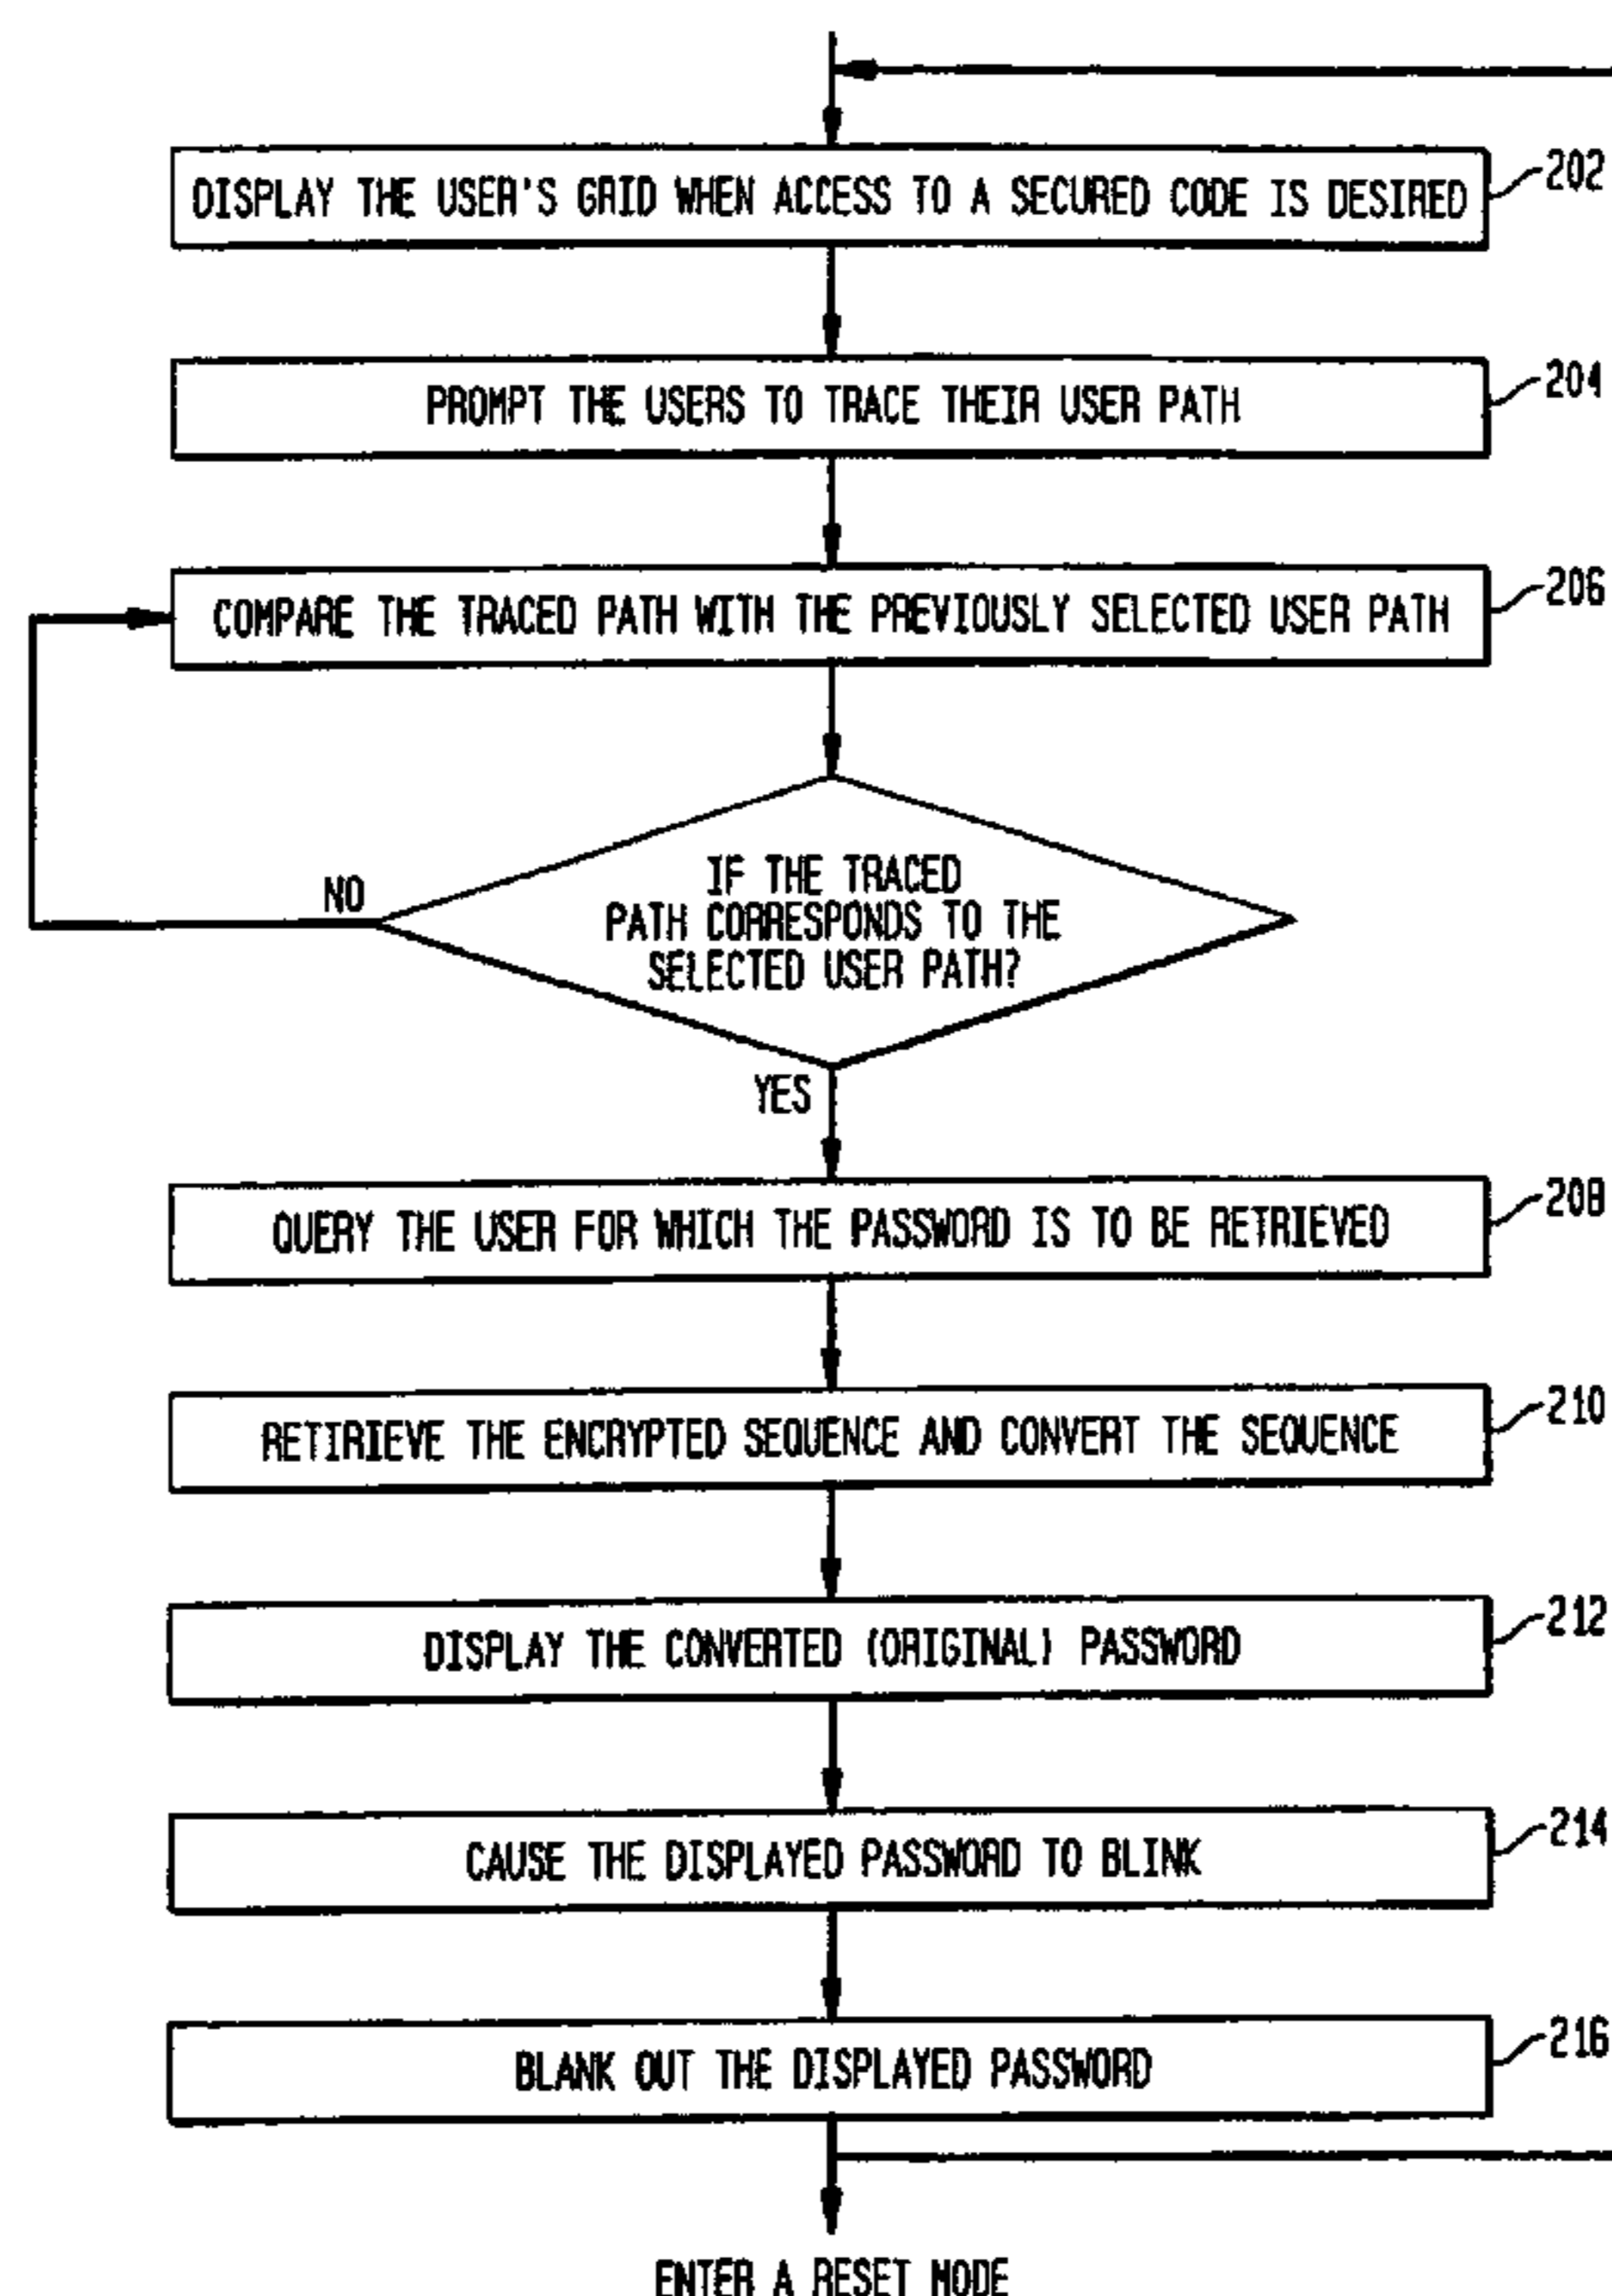 DISPLAY THE USER'S GRID WHEN ACCESS TO A SECURED CODE IS DESIRED
202
PROMPT THE USERS TO TRACE THEIR USER PATH
204
COMPARE THE TRACED PATH WITH THE PREVIOUSLY SELECTED USER PATH
206
IF THE TRACED
PATH CORRESPONDS TO THE
SELECTED USER PATH?
NO
YES
QUERY THE USER FOR WHICH THE PASSWORD IS TO BE RETRIEVED
208
RETIRIEVE THE ENCRYPTED SEQUENCE AND CONVERT THE SEQUENCE
210
DISPLAY THE CONVERTED (ORIGINAL) PASSWORD
212
CAUSE THE DISPLAYED PASSWORD TO BLINK
214
BLANK OUT THE DISPLAYED PASSWORD
216
ENTER A RESET MODE